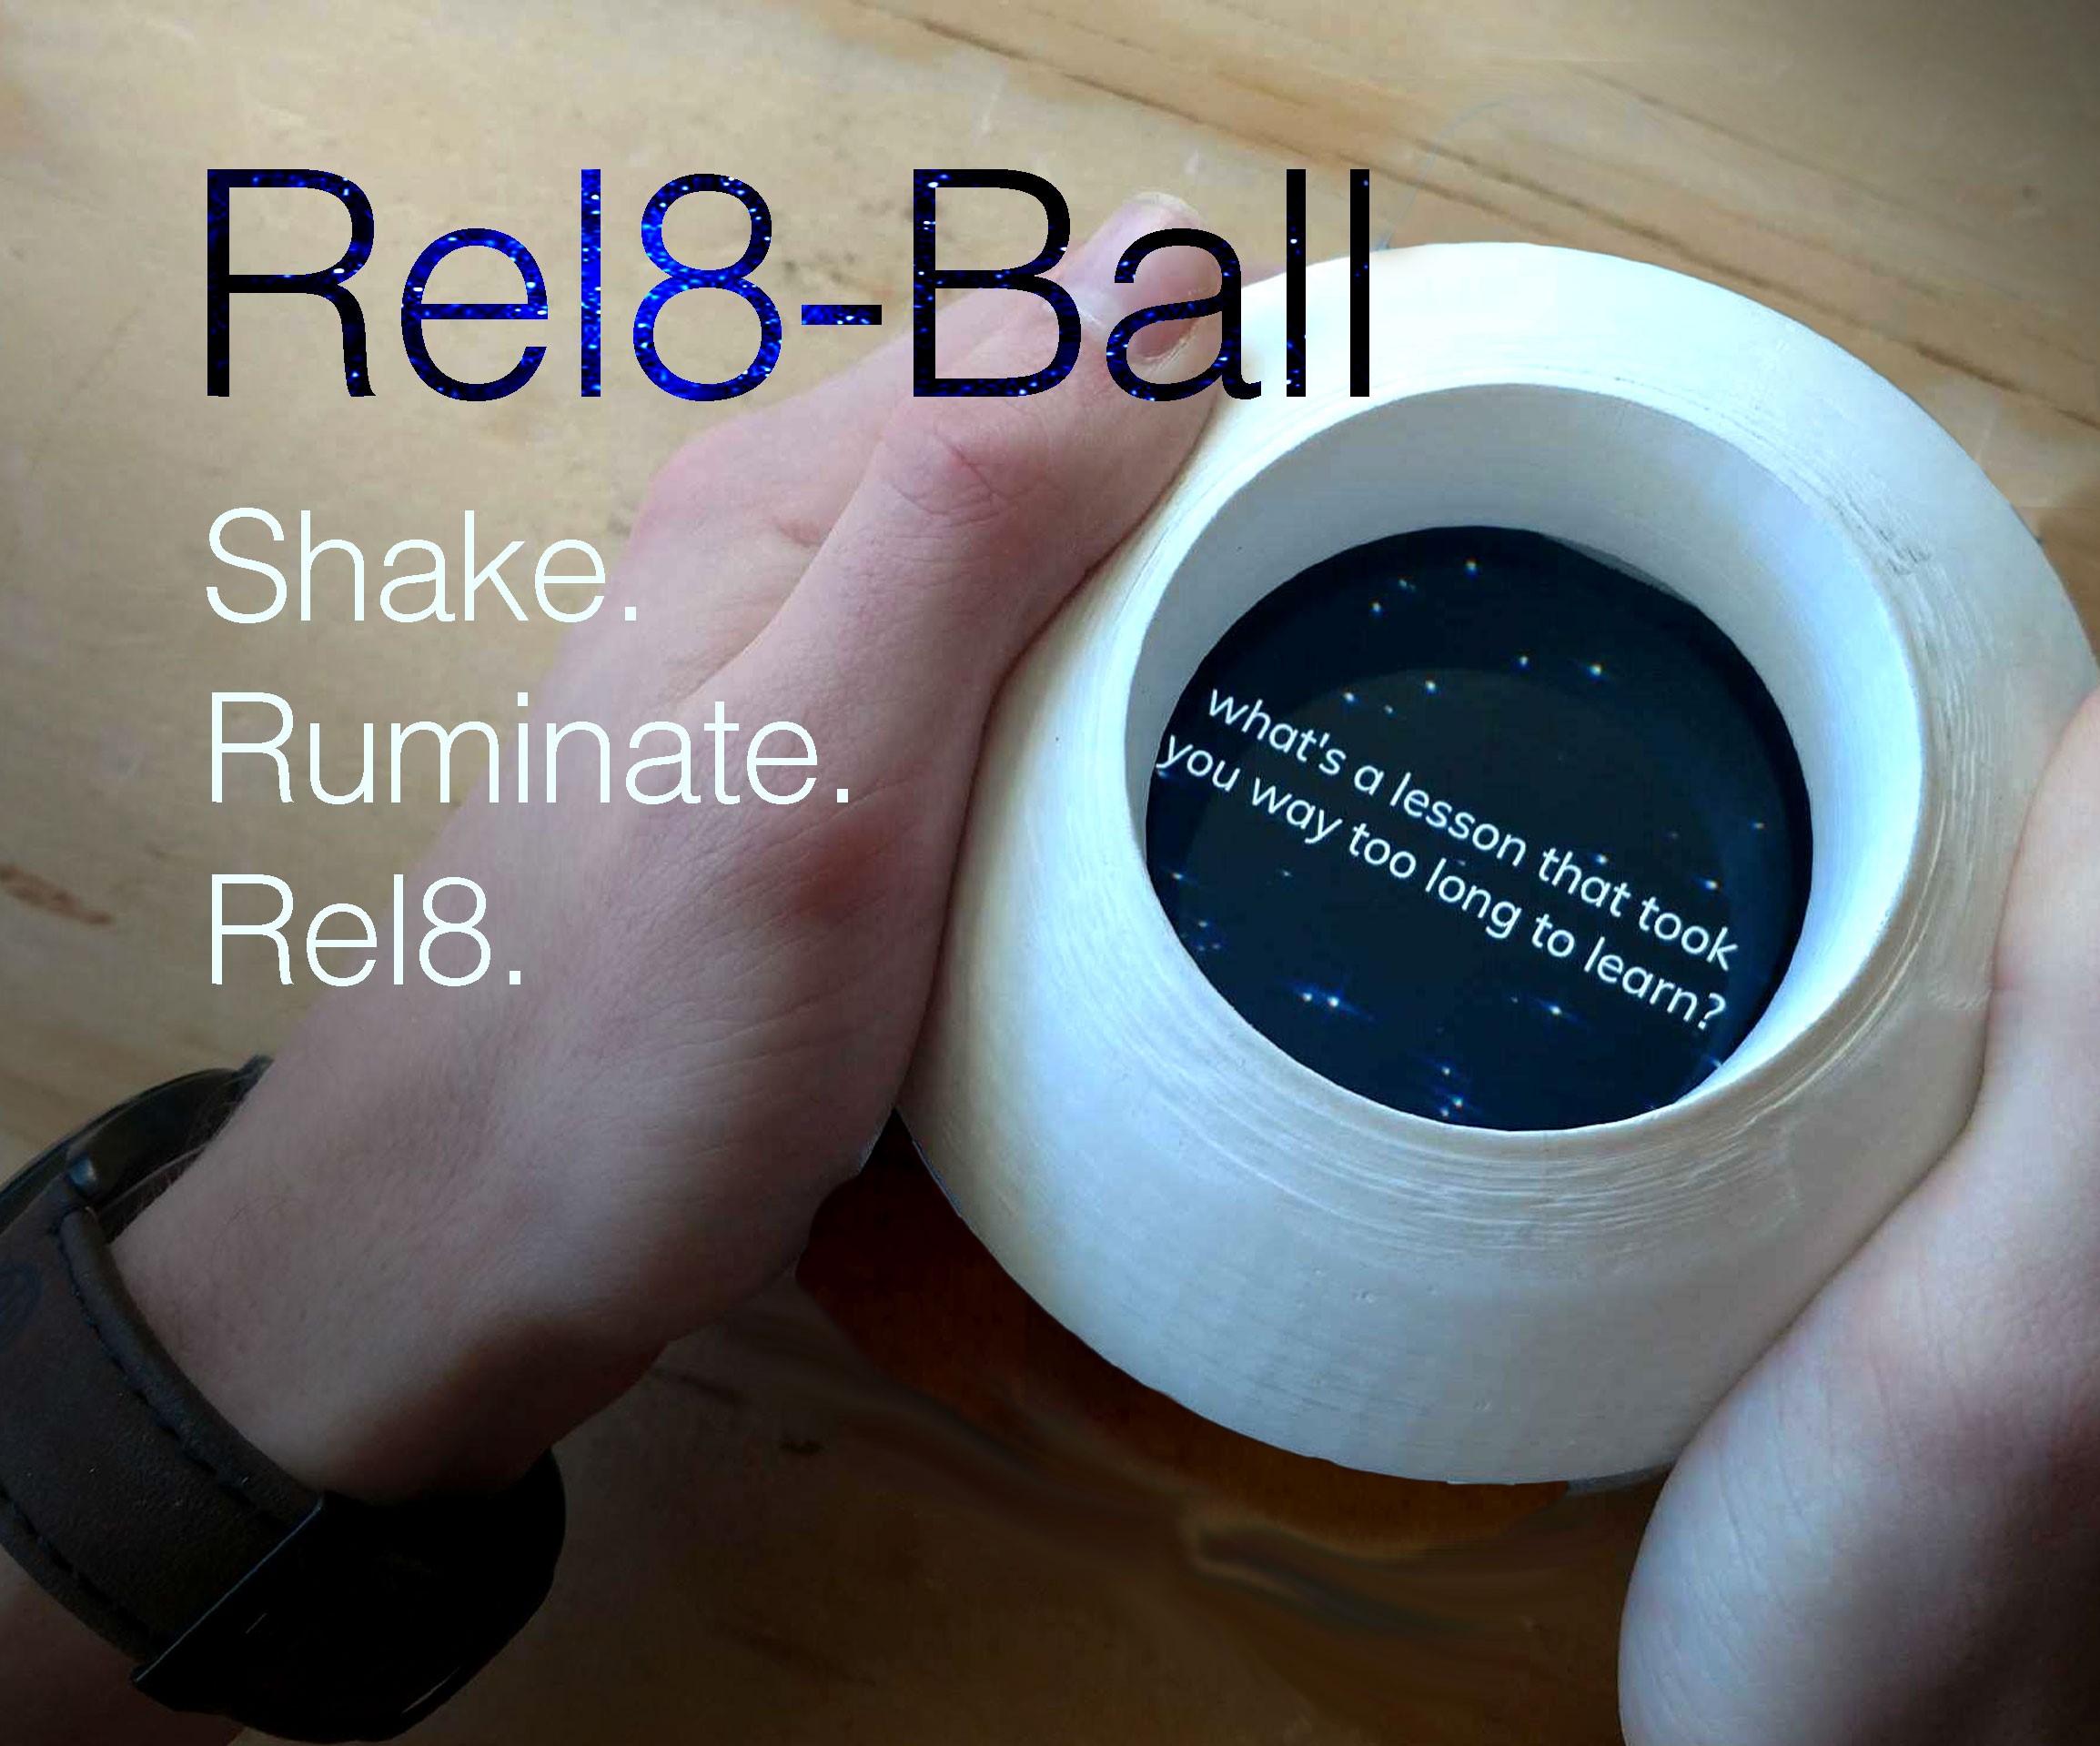 Rel8-Ball
Shake.
Ruminate.
Rel8.
what's a lesson that took
you way too long to learn?